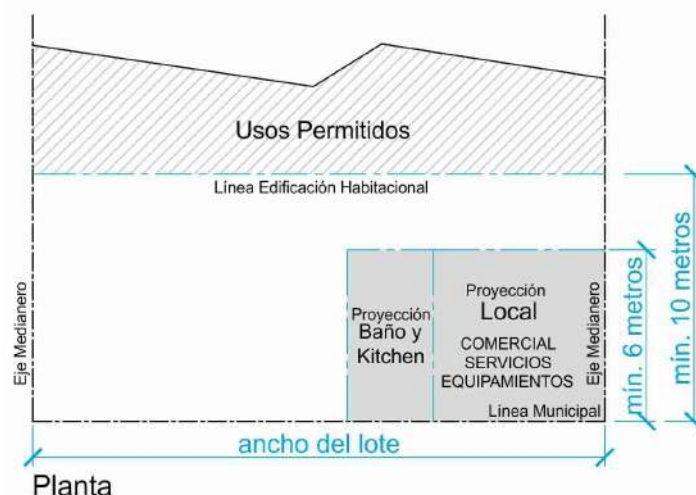 Usos Permitidos
Línea Edificación Habitacional
Eje Medianero
Proyección
Baño y
Kitchen
Proyección
Local
COMERCIAL
SERVICIOS
EQUIPAMIENTOS
Línea Municipal
Eje Medianero
mín. 6 metros
mín. 10 metros
ancho del lote
Planta